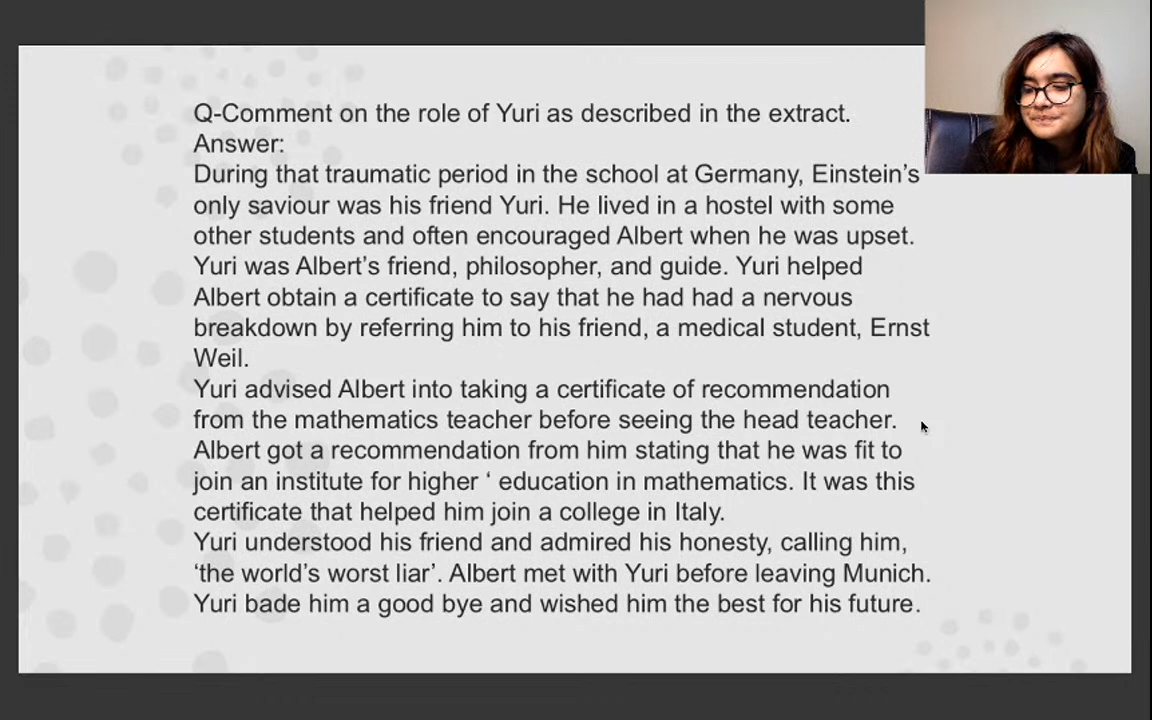 Q-Comment on the role of Yuri as described in the extract.
Answer:
During that traumatic period in the school at Germany, Einstein’s
only saviour was his friend Yuri. He lived in a hostel with some
other students and often encouraged Albert when he was upset.
Yuri was Albert’s friend, philosopher, and guide. Yuri helped
Albert obtain a certificate to say that he had had a nervous
breakdown by referring him to his friend, a medical student, Ernst
Weil.
Yuri advised Albert into taking a certificate of recommendation
from the mathematics teacher before seeing the head teacher.
Albert got a recommendation from him stating that he was fit to
join an institute for higher ‘ education in mathematics. It was this
certificate that helped him join a college in Italy.
Yuri understood his friend and admired his honesty, calling him,
‘the world’s worst liar’. Albert met with Yuri before leaving Munich.
Yuri bade him a good bye and wished him the best for his future.